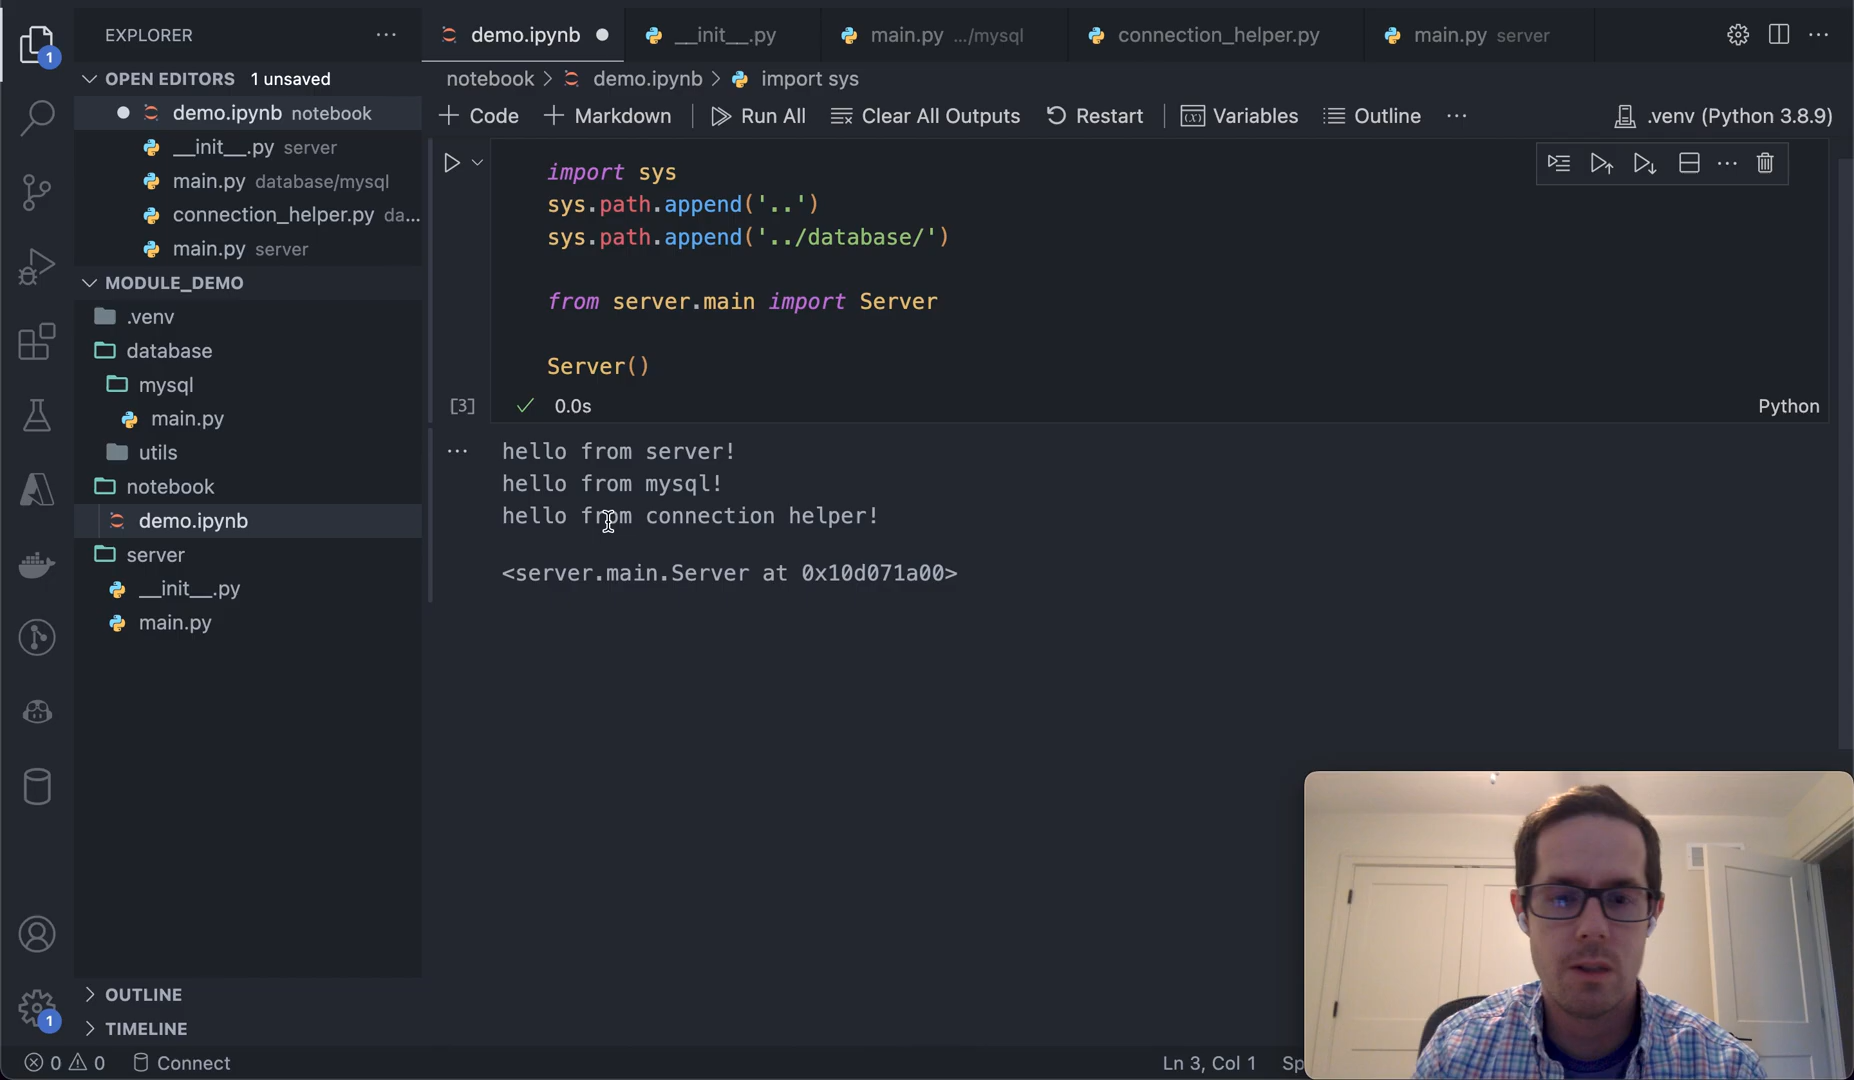 EXPLORER ...
demo.ipynb
__init__.py
main.py .../mysql
connection_helper.py
main.py server
OPEN EDITORS 1 unsaved
demo.ipynb notebook
__init__.py server
main.py database/mysql
connection_helper.py da...
main.py server
MODULE_DEMO
.venv
database
mysql
main.py
utils
notebook
demo.ipynb
server
__init__.py
main.py
OUTLINE
TIMELINE
1
1
notebook > demo.ipynb > import sys
+ Code + Markdown | Run All Clear All Outputs Restart | Variables Outline ... .venv (Python 3.8.9)
import sys
sys.path.append('..')
sys.path.append('../database/')
from server.main import Server
Server()
[3] ✓ 0.0s Python
... hello from server!
hello from mysql!
hello from connection helper!
<server.main.Server at 0x10d071a00>
0 0 Connect Ln 3, Col 1 Sp